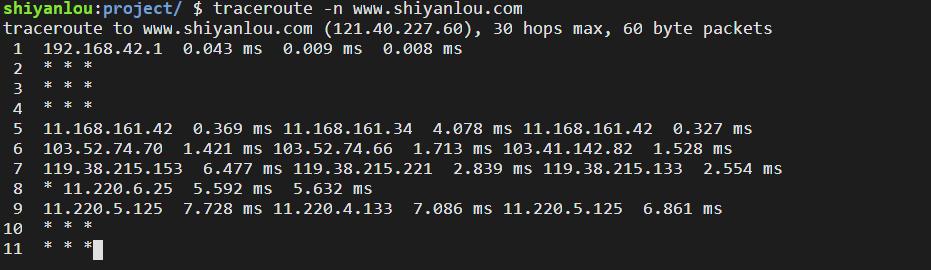 shiyanlou:project/ $ traceroute -n www.shiyanlou.com
traceroute to www.shiyanlou.com (121.40.227.60), 30 hops max, 60 byte packets
 1  192.168.42.1  0.043 ms  0.009 ms  0.008 ms
 2  * * *
 3  * * *
 4  * * *
 5  11.168.161.42  0.369 ms 11.168.161.34  4.078 ms 11.168.161.42  0.327 ms
 6  103.52.74.70  1.421 ms 103.52.74.66  1.713 ms 103.41.142.82  1.528 ms
 7  119.38.215.153  6.477 ms 119.38.215.221  2.839 ms 119.38.215.133  2.554 ms
 8  * 11.220.6.25  5.592 ms  5.632 ms
 9  11.220.5.125  7.728 ms 11.220.4.133  7.086 ms 11.220.5.125  6.861 ms
10  * * *
11  * * *